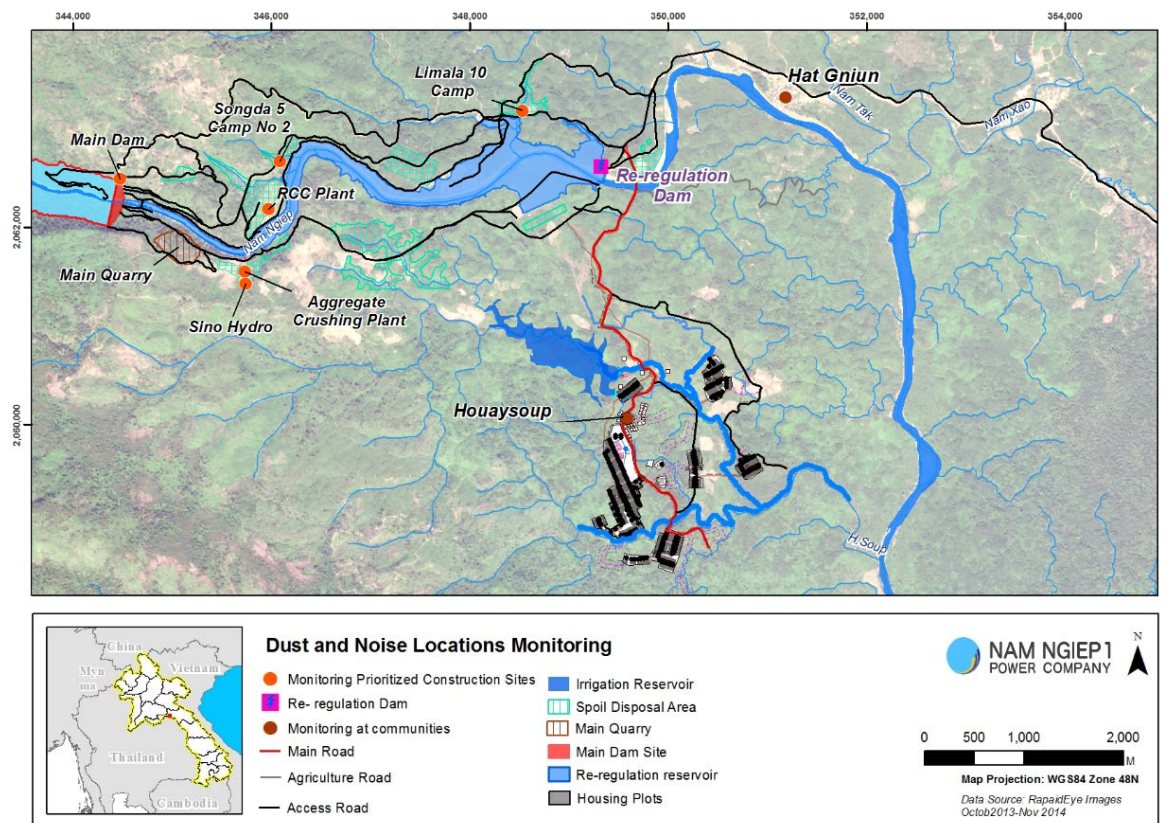 344,000 346,000 348,000 350,000 352,000 354,000
2,062,000
2,060,000
Limala 10
Camp
Hat Gniun
Nam Tak
Nam Xao
Songda 5
Camp No 2
Main Dam
RCC Plant
Re-regulation
Dam
Nam Ngiep
Main Quarry
Aggregate
Crushing Plant
Sino Hydro
Houaysoup
H.Soup
China
Myn
ma
Vietnam
Thailand
Cambodia
Dust and Noise Locations Monitoring
Monitoring Prioritized Construction Sites
Re- regulation Dam
Monitoring at communities
Main Road
Agriculture Road
Access Road
Irrigation Reservoir
Spoil Disposal Area
Main Quarry
Main Dam Site
Re-regulation reservoir
Housing Plots
NAM NGIEP1
POWER COMPANY
N
0 500 1,000 2,000
M
Map Projection: WGS84 Zone 48N
Data Source: RapaidEye Images
Octob2013-Nov 2014